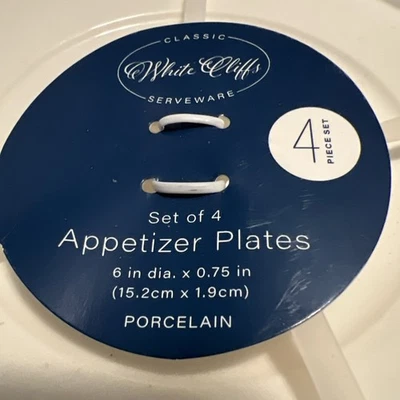 CLASSIC
White Cliffs
SERVEWARE
4
PIECE SET
Set of 4
Appetizer Plates
6 in dia. x 0.75 in
(15.2cm x 1.9cm)
PORCELAIN